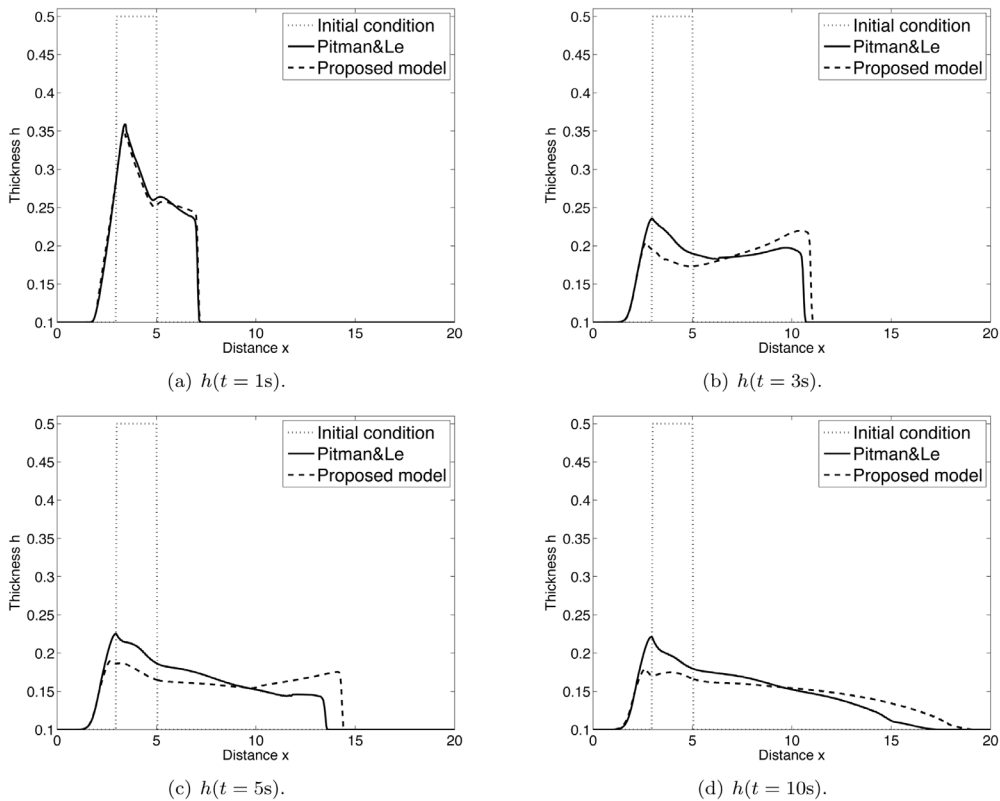 Initial condition
Pitman&Le
Proposed model
0.5
0.45
0.4
0.35
0.3
0.25
0.2
0.15
0.1
Thickness h
0 5 10 15 20
Distance x
(a) h(t = 1s).
Initial condition
Pitman&Le
Proposed model
0.5
0.45
0.4
0.35
0.3
0.25
0.2
0.15
0.1
Thickness h
0 5 10 15 20
Distance x
(b) h(t = 3s).
Initial condition
Pitman&Le
Proposed model
0.5
0.45
0.4
0.35
0.3
0.25
0.2
0.15
0.1
Thickness h
0 5 10 15 20
Distance x
(c) h(t = 5s).
Initial condition
Pitman&Le
Proposed model
0.5
0.45
0.4
0.35
0.3
0.25
0.2
0.15
0.1
Thickness h
0 5 10 15 20
Distance x
(d) h(t = 10s).